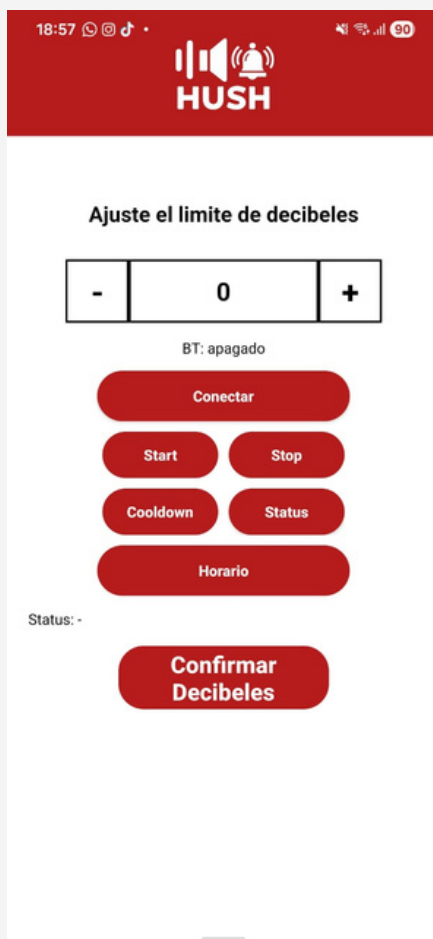 18:57 90
HUSH
Ajuste el limite de decibeles
- 0 +
BT: apagado
Conectar
Start Stop
Cooldown Status
Horario
Status: -
Confirmar
Decibeles